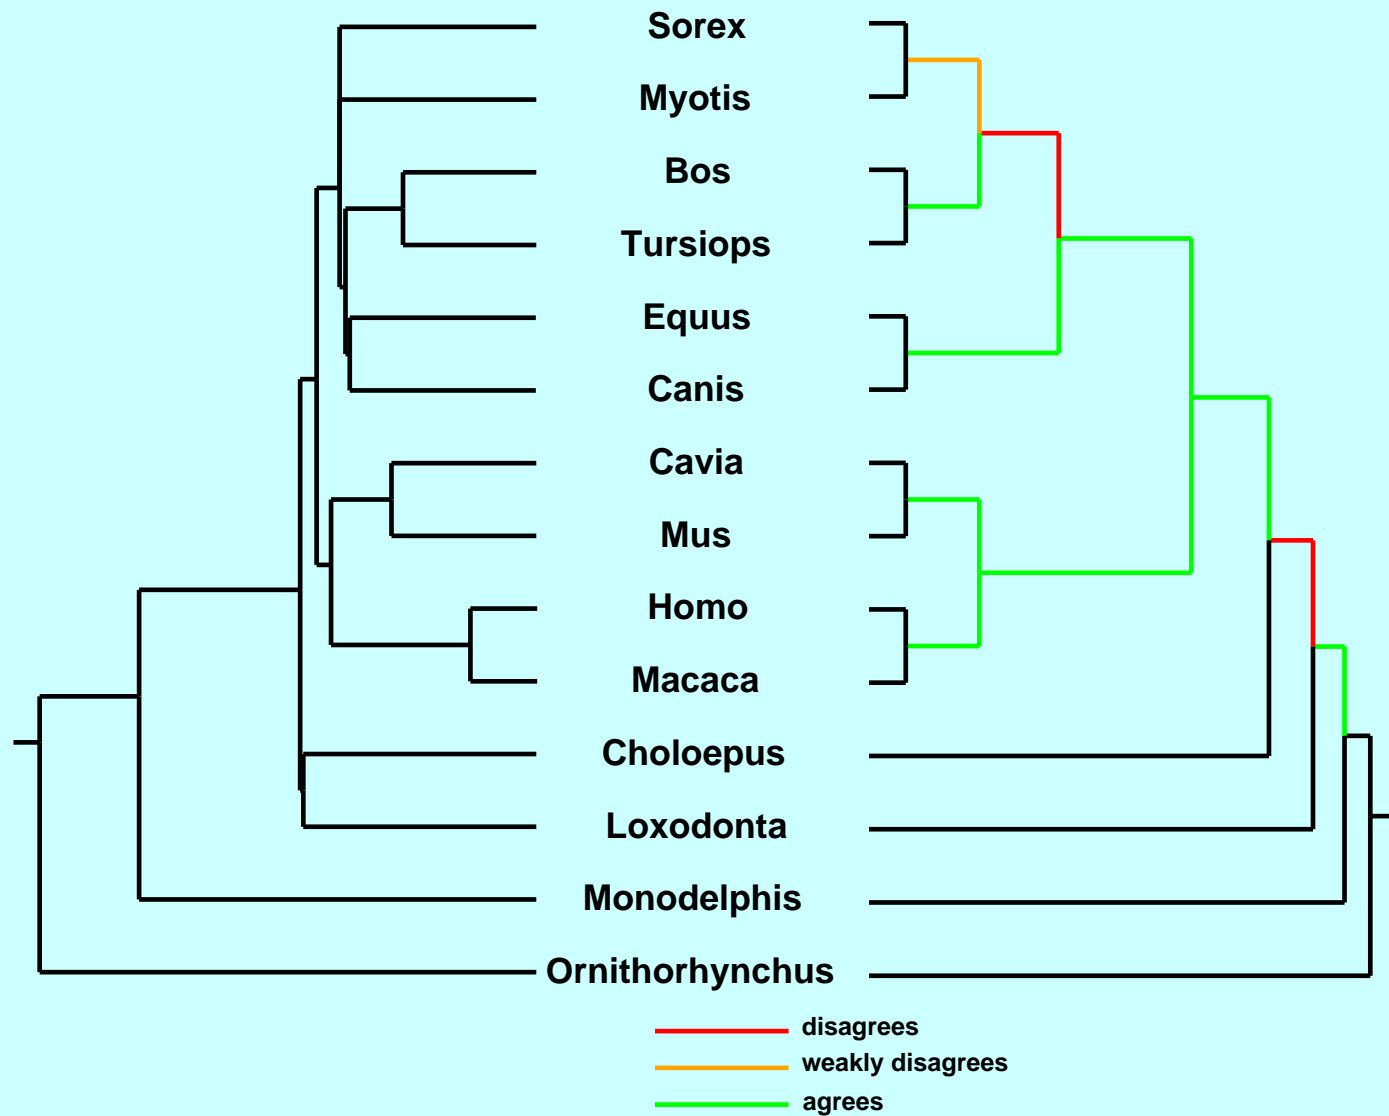 Sorex
Myotis
Bos
Tursiops
Equus
Canis
Cavia
Mus
Homo
Macaca
Choloepus
Loxodonta
Monodelphis
Ornithorhynchus
disagrees
weakly disagrees
agrees